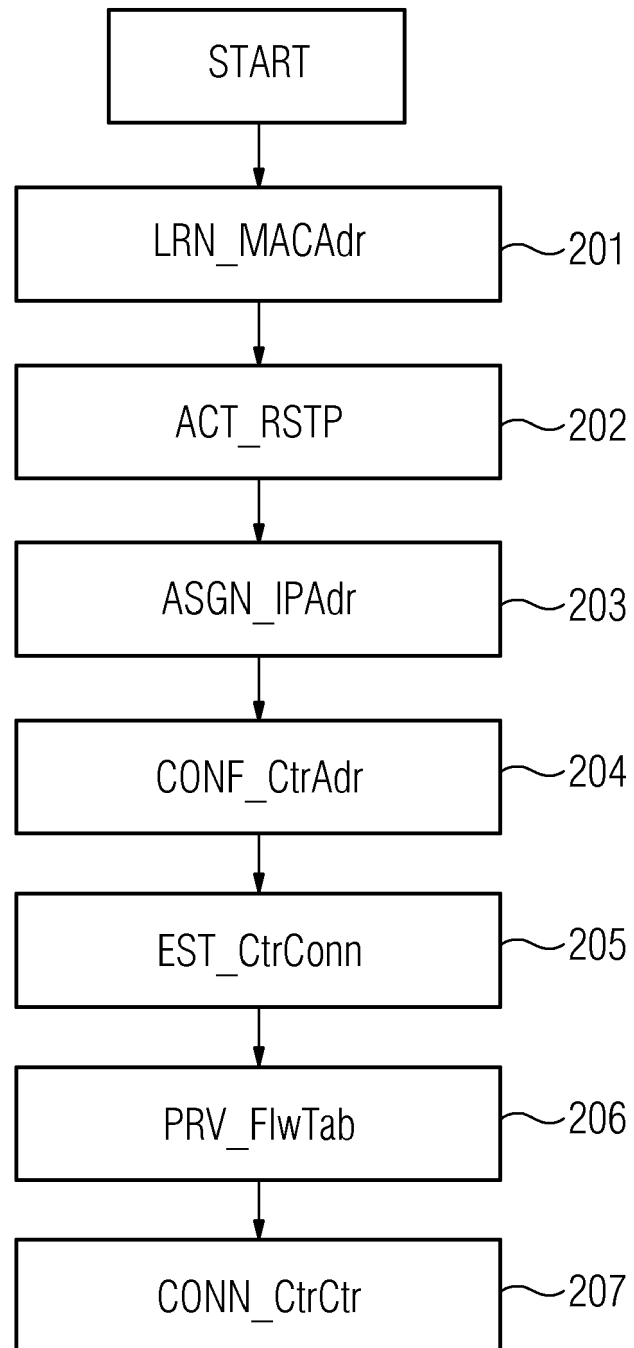 START
LRN_MACAdr
201
ACT_RSTP
202
ASGN_IPAdr
203
CONF_CtrAdr
204
EST_CtrConn
205
PRV_FlwTab
206
CONN_CtrCtr
207